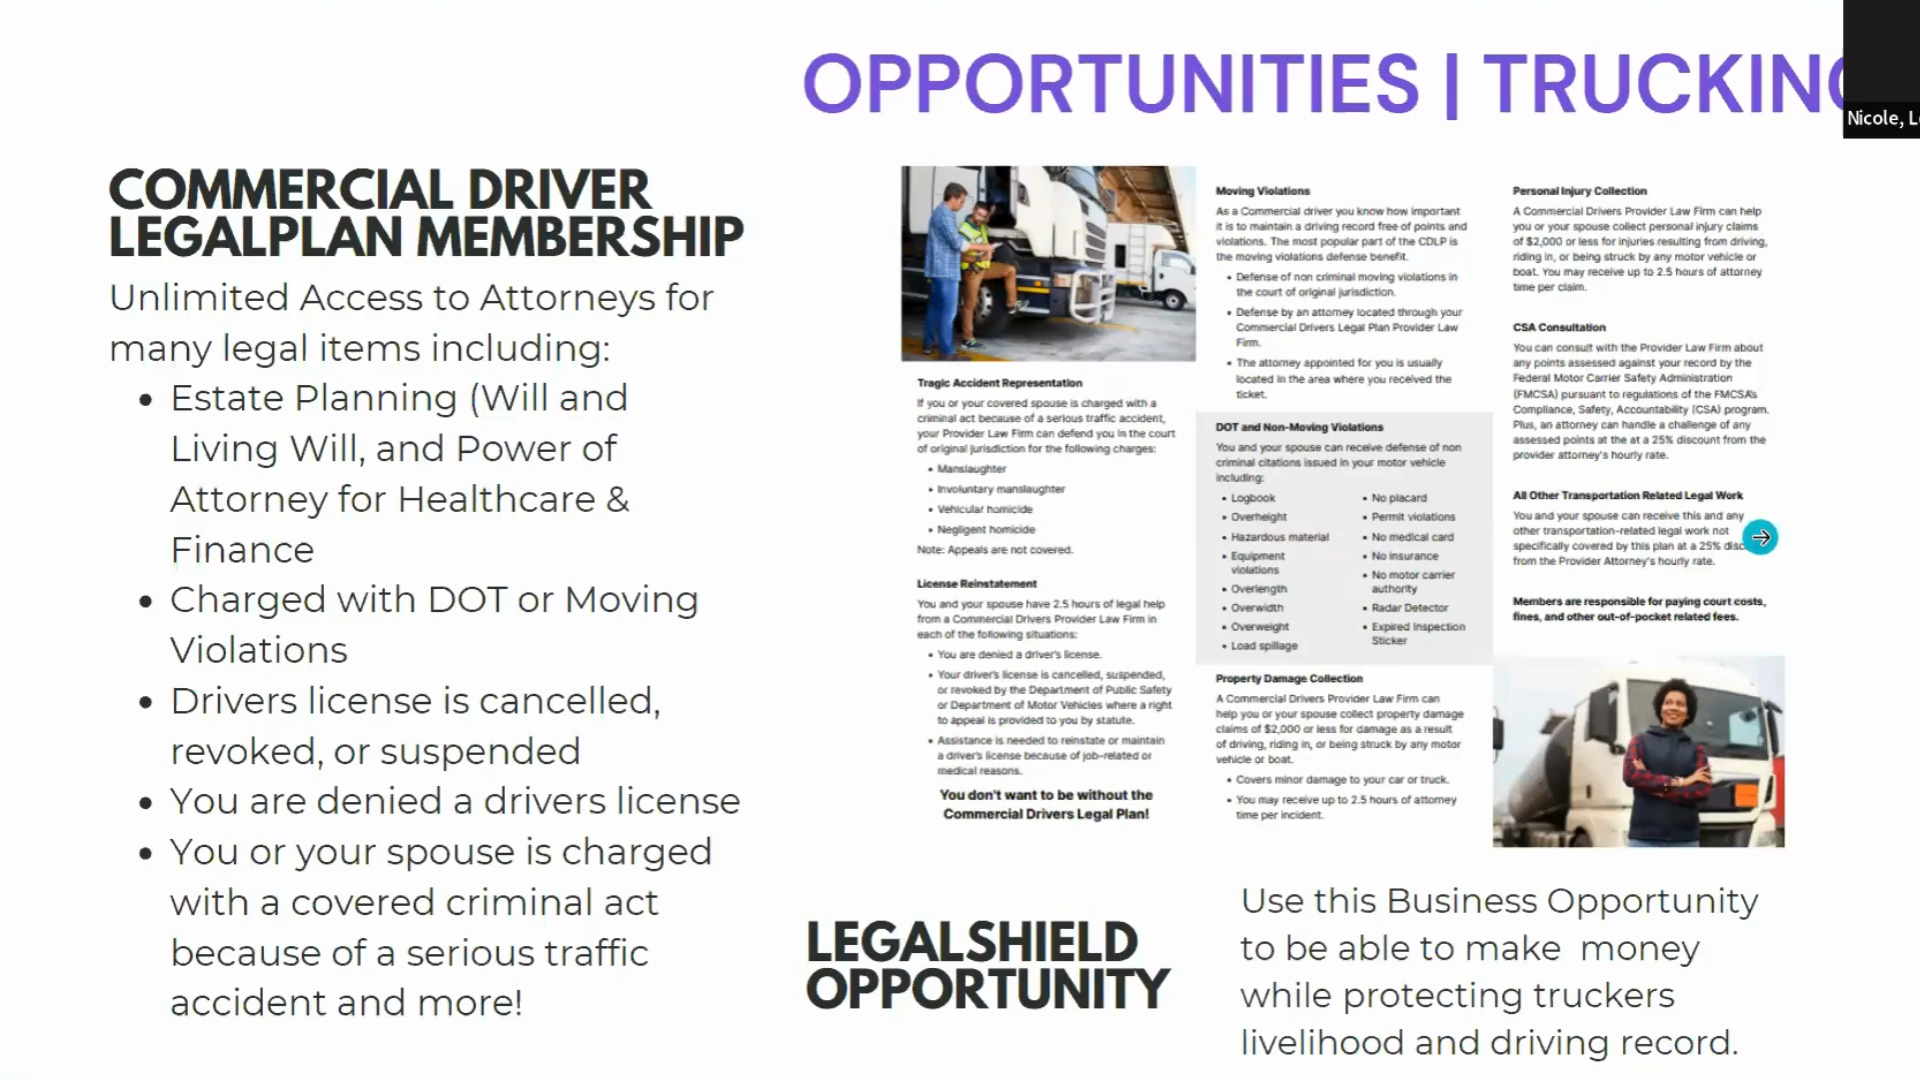 OPPORTUNITIES | TRUCKING
Nicole, L
COMMERCIAL DRIVER
LEGALPLAN MEMBERSHIP
Unlimited Access to Attorneys for
many legal items including:
• Estate Planning (Will and
Living Will, and Power of
Attorney for Healthcare &
Finance
• Charged with DOT or Moving
Violations
• Drivers license is cancelled,
revoked, or suspended
• You are denied a drivers license
• You or your spouse is charged
with a covered criminal act
because of a serious traffic
accident and more!
Tragic Accident Representation
If you or your covered spouse is charged with a
criminal act because of a serious traffic accident,
your Provider Law Firm can defend you in the court
of original jurisdiction for the following charges:
• Manslaughter
• Involuntary manslaughter
• Vehicular homicide
• Negligent homicide
Note: Appeals are not covered.
License Reinstatement
You and your spouse have 2.5 hours of legal help
from a Commercial Drivers Provider Law Firm in
each of the following situations:
• You are denied a driver's license.
• Your driver's license is cancelled, suspended,
or revoked by the Department of Public Safety
or Department of Motor Vehicles where a right
to appeal is provided to you by statute.
• Assistance is needed to reinstate or maintain
a driver's license because of job-related or
medical reasons.
You don't want to be without the
Commercial Drivers Legal Plan!
Moving Violations
As a Commercial driver you know how important
it is to maintain a driving record free of points and
violations. The most popular part of the CDLP is
the moving violations defense benefit.
• Defense of non criminal moving violations in
the court of original jurisdiction.
• Defense by an attorney located through your
Commercial Drivers Legal Plan Provider Law
Firm.
• The attorney appointed for you is usually
located in the area where you received the
ticket.
DOT and Non-Moving Violations
You and your spouse can receive defense of non
criminal citations issued in your motor vehicle
including:
• Logbook
• Overheight
• Hazardous material
• Equipment
violations
• Overlength
• Overwidth
• Overweight
• Load spillage
• No placard
• Permit violations
• No medical card
• No insurance
• No motor carrier
authority
• Radar Detector
• Expired Inspection
Sticker
Property Damage Collection
A Commercial Drivers Provider Law Firm can
help you or your spouse collect property damage
claims of $2,000 or less for damage as a result
of driving, riding in, or being struck by any motor
vehicle or boat.
• Covers minor damage to your car or truck.
• You may receive up to 2.5 hours of attorney
time per incident.
Personal Injury Collection
A Commercial Drivers Provider Law Firm can help
you or your spouse collect personal injury claims
of $2,000 or less for injuries resulting from driving,
riding in, or being struck by any motor vehicle or
boat. You may receive up to 2.5 hours of attorney
time per claim.
CSA Consultation
You can consult with the Provider Law Firm about
any points assessed against your record by the
Federal Motor Carrier Safety Administration
(FMCSA) pursuant to regulations of the FMCSA's
Compliance, Safety, Accountability (CSA) program.
Plus, an attorney can handle a challenge of any
assessed points at the at a 25% discount from the
provider attorney's hourly rate.
All Other Transportation Related Legal Work
You and your spouse can receive this and any
other transportation-related legal work not
specifically covered by this plan at a 25% disc
from the Provider Attorney's hourly rate.
Members are responsible for paying court costs,
fines, and other out-of-pocket related fees.
LEGALSHIELD
OPPORTUNITY
Use this Business Opportunity
to be able to make money
while protecting truckers
livelihood and driving record.